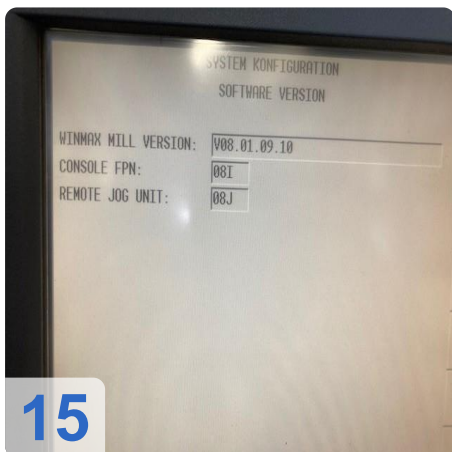 SYSTEM KONFIGURATION
SOFTWARE VERSION
WINMAX MILL VERSION: V08.01.09.10
CONSOLE FPN: 08I
REMOTE JOG UNIT: 08J
15